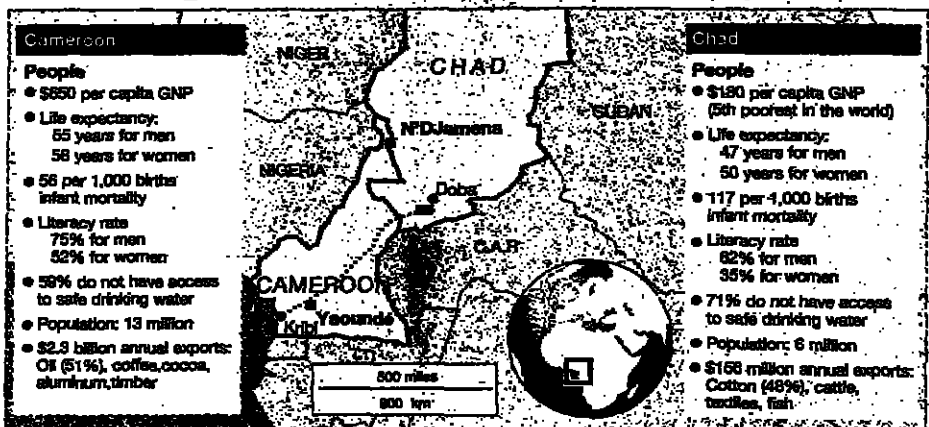 Cameroon
People
• $650 per capita GNP
• Life expectancy:
55 years for men
58 years for women
• 56 per 1,000 births
infant mortality
• Literacy rate
75% for men
52% for women
• 59% do not have access
to safe drinking water
• Population: 13 million
• $2.3 billion annual exports:
Oil (51%), coffee, cocoa,
aluminum, timber
NIGER
CHAD
SUDAN
N'DJamena
NIGERIA
Doba
C.A.R.
CAMEROON
Yaounde
Kribi
500 miles
800 km
Chad
People
• $180 per capita GNP
(5th poorest in the world)
• Life expectancy:
47 years for men
50 years for women
• 117 per 1,000 births
infant mortality
• Literacy rate
62% for men
35% for women
• 71% do not have access
to safe drinking water
• Population: 6 million
• $156 million annual exports:
Cotton (48%), cattle,
textiles, fish